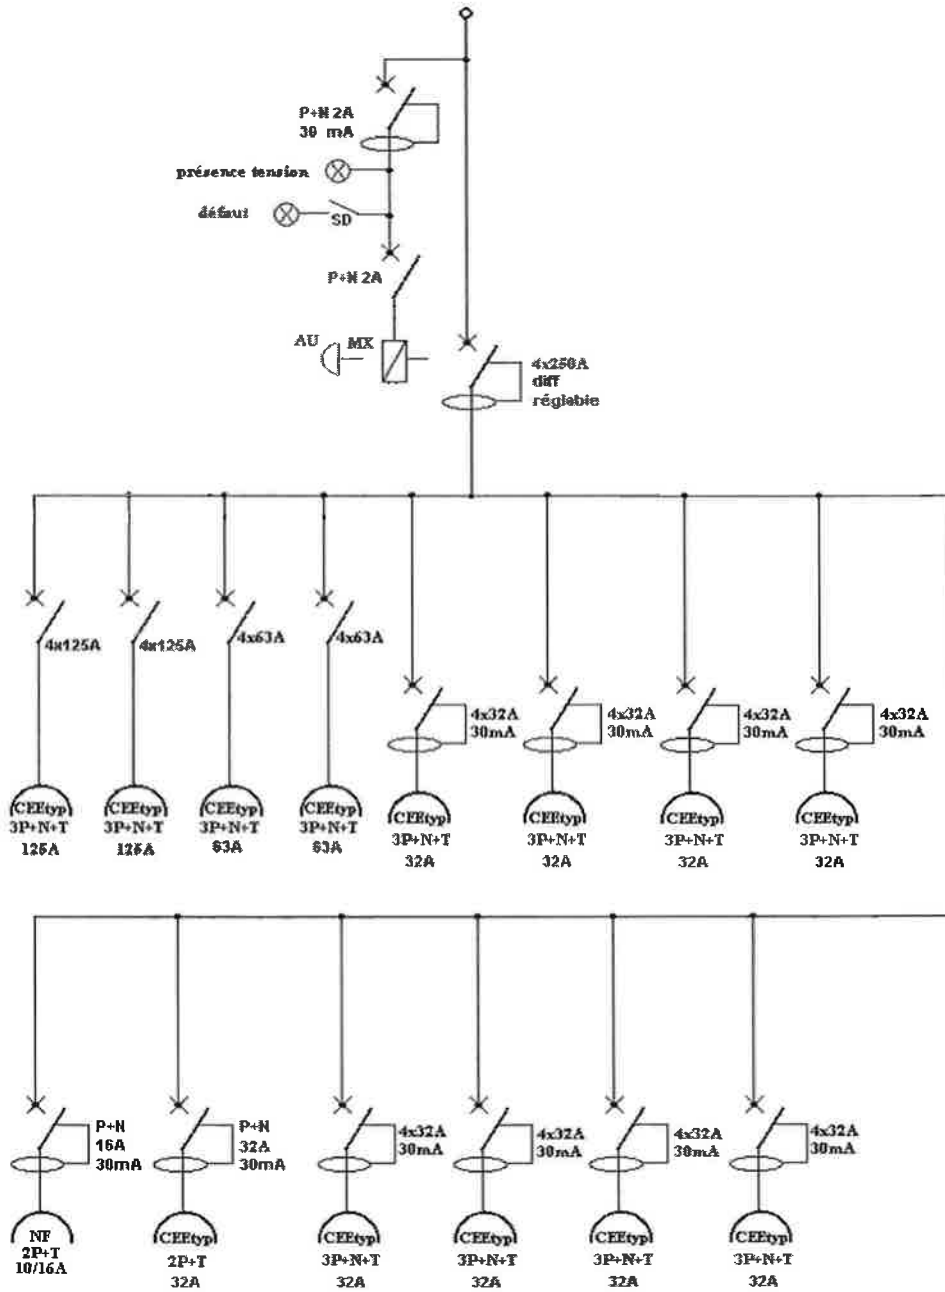 P+N 2A
30 mA
présence tension
défaut
SD
P+N 2A
AU
MX
4x250A
diff
réglable
4x125A
4x125A
4x63A
4x63A
4x32A
30mA
4x32A
30mA
4x32A
30mA
4x32A
30mA
CEEtyp
3P+N+T
125A
CEEtyp
3P+N+T
125A
CEEtyp
3P+N+T
63A
CEEtyp
3P+N+T
63A
CEEtyp
3P+N+T
32A
CEEtyp
3P+N+T
32A
CEEtyp
3P+N+T
32A
CEEtyp
3P+N+T
32A
P+N
16A
30mA
P+N
32A
30mA
4x32A
30mA
4x32A
30mA
4x32A
30mA
4x32A
30mA
NF
2P+T
10/16A
CEEtyp
2P+T
32A
CEEtyp
3P+N+T
32A
CEEtyp
3P+N+T
32A
CEEtyp
3P+N+T
32A
CEEtyp
3P+N+T
32A